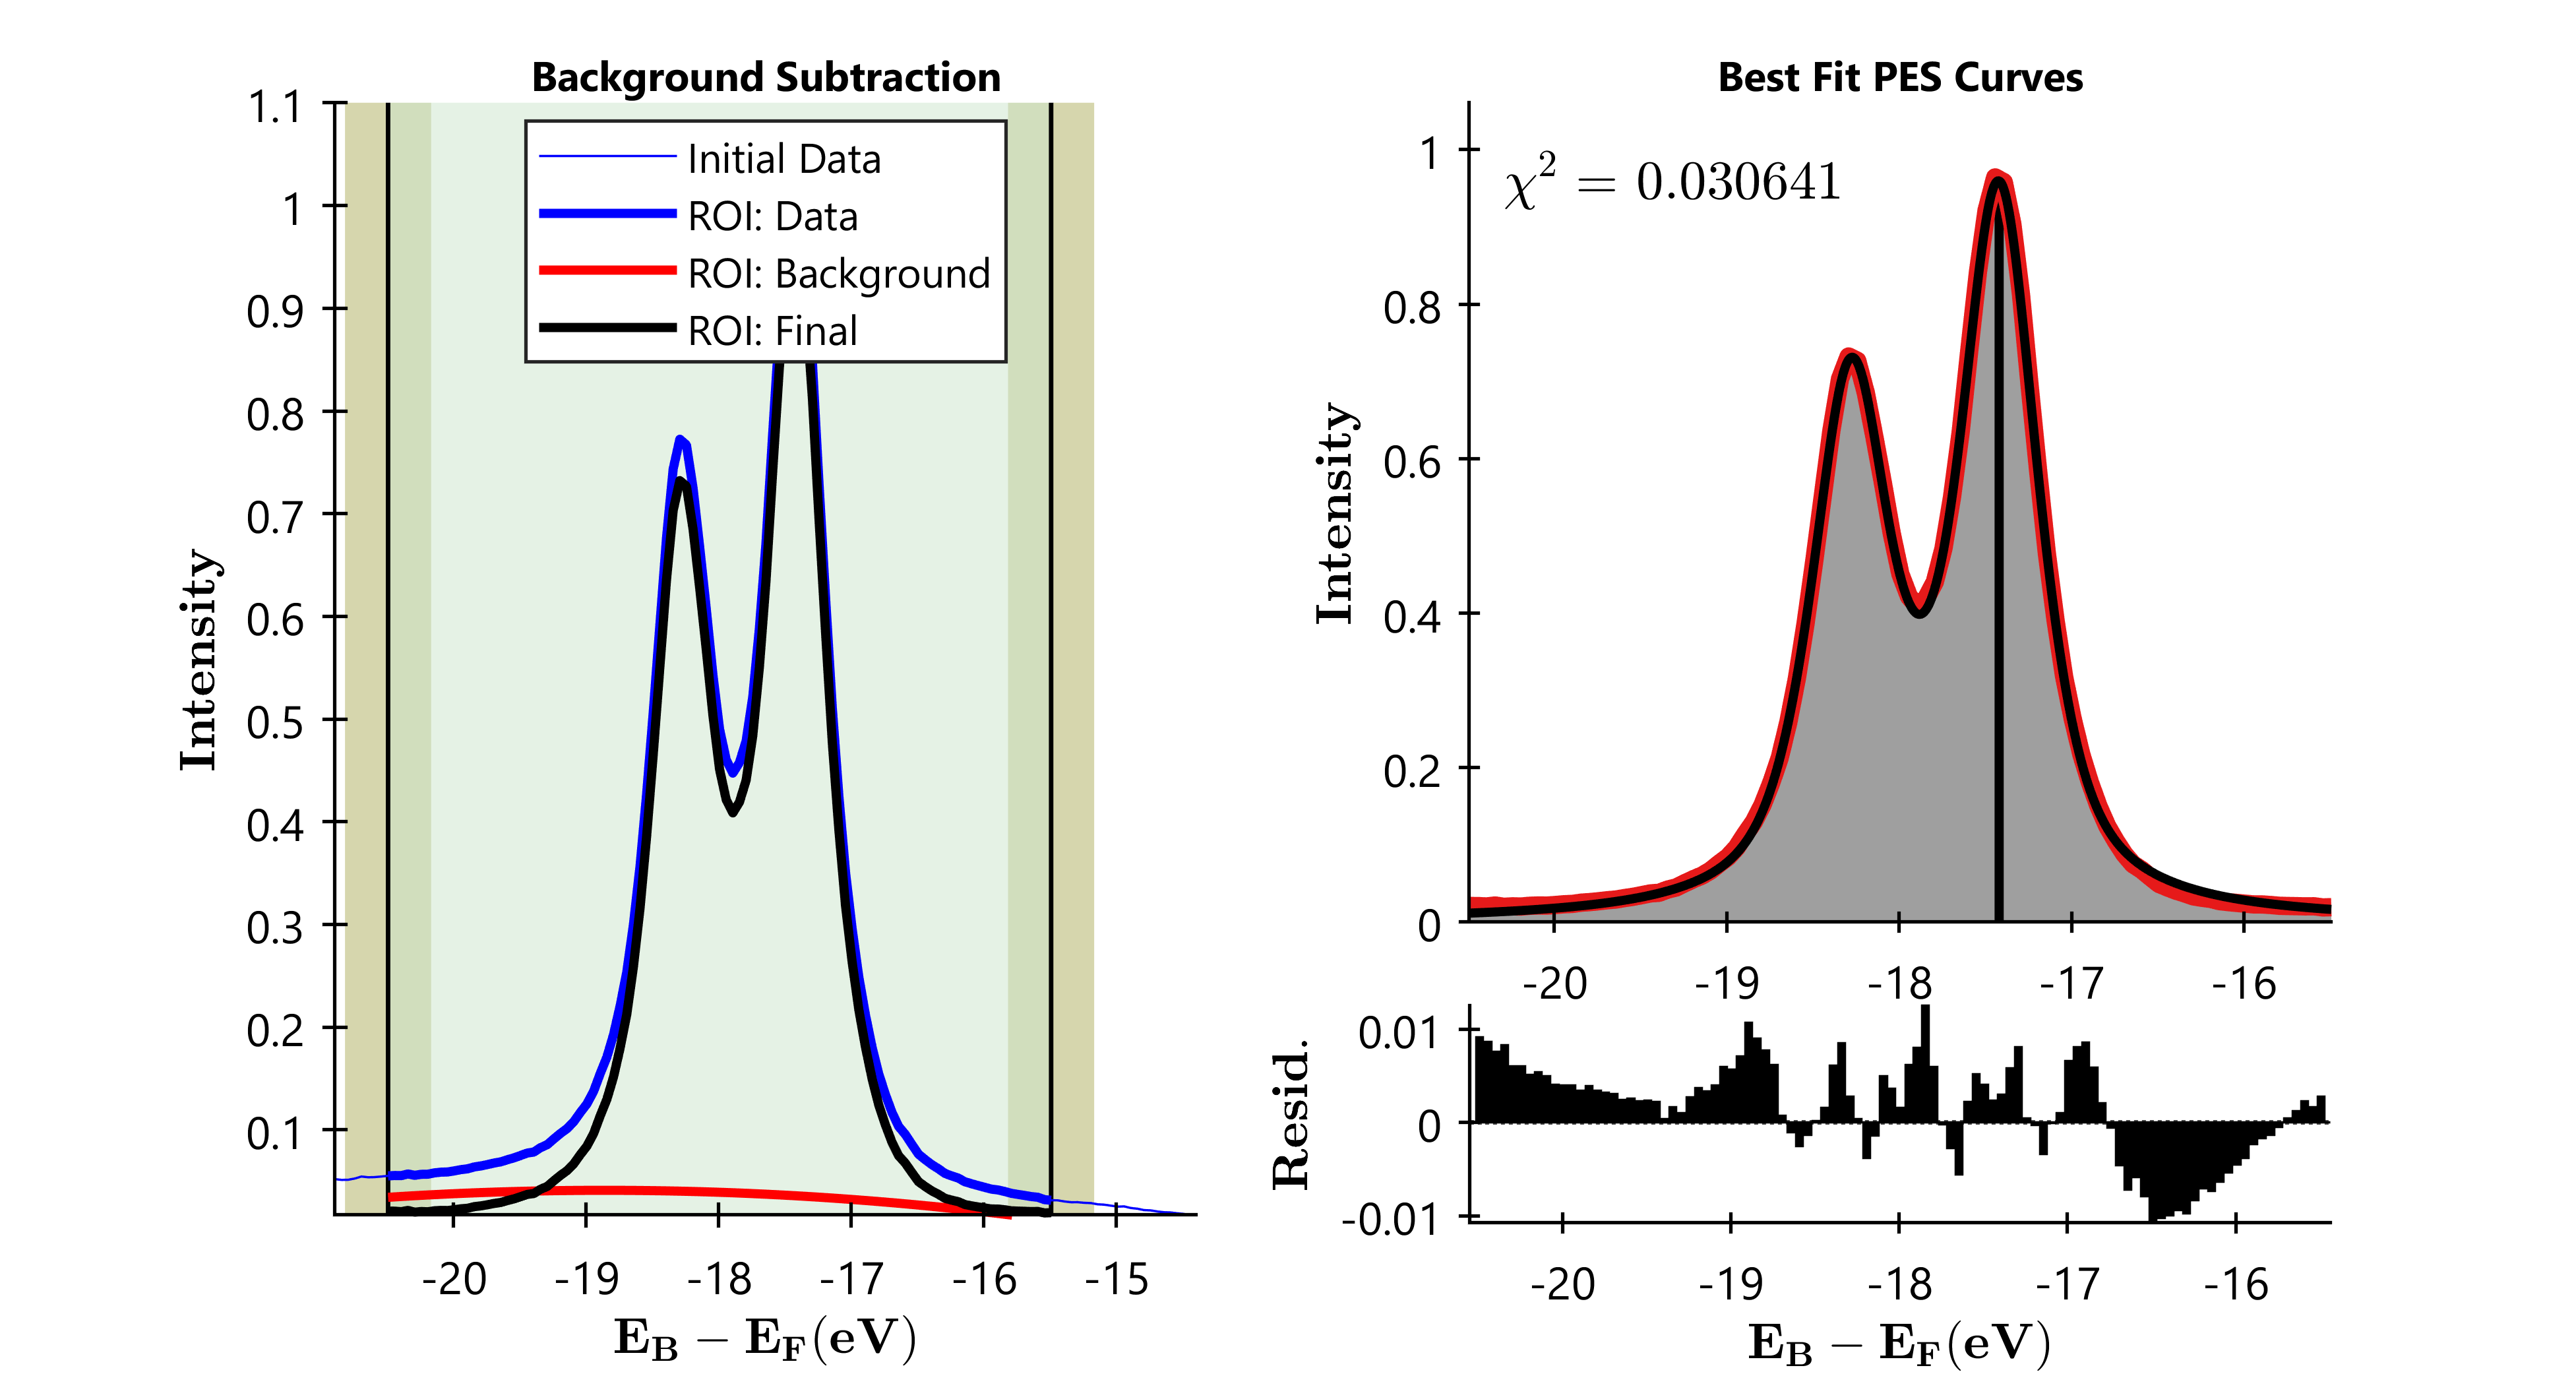 Background Subtraction
1.1
1
0.9
0.8
0.7
0.6
0.5
0.4
0.3
0.2
0.1
Intensity
Initial Data
ROI: Data
ROI: Background
ROI: Final
-20 -19 -18 -17 -16 -15
E_B − E_F(eV)
Best Fit PES Curves
χ² = 0.030641
1
0.8
0.6
0.4
0.2
0
Intensity
-20 -19 -18 -17 -16
0.01
0
-0.01
Resid.
-20 -19 -18 -17 -16
E_B − E_F(eV)